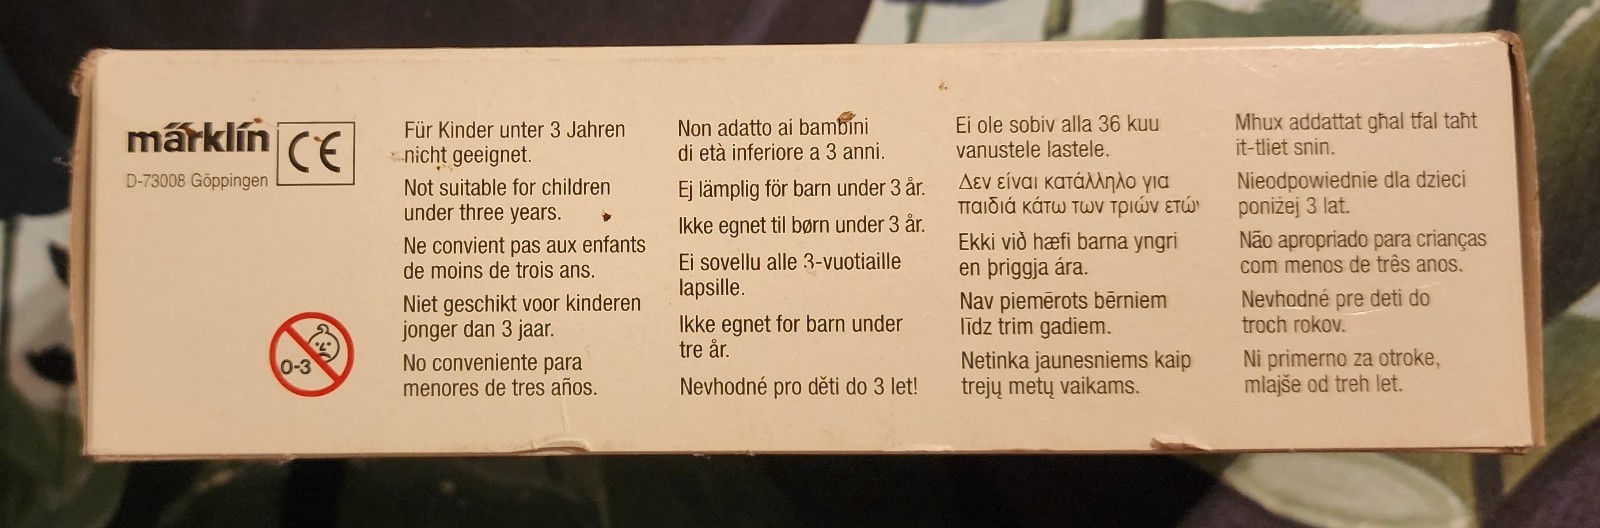 märklin
CE
D-73008 Göppingen
0-3
Für Kinder unter 3 Jahren
nicht geeignet.
Not suitable for children
under three years.
Ne convient pas aux enfants
de moins de trois ans.
Niet geschikt voor kinderen
jonger dan 3 jaar.
No conveniente para
menores de tres años.
Non adatto ai bambini
di età inferiore a 3 anni.
Ej lämplig för barn under 3 år.
Ikke egnet til børn under 3 år.
Ei sovellu alle 3-vuotiaille
lapsille.
Ikke egnet for barn under
tre år.
Nevhodné pro děti do 3 let!
Ei ole sobiv alla 36 kuu
vanustele lastele.
Δεν είναι κατάλληλο για
παιδιά κάτω των τριών ετώ
Ekki við hæfi barna yngri
en þriggja ára.
Nav piemērots bērniem
līdz trim gadiem.
Netinka jaunesniems kaip
trejų metų vaikams.
Mhux addattat għal tfal taħt
it-tliet snin.
Nieodpowiednie dla dzieci
poniżej 3 lat.
Não apropriado para crianças
com menos de três anos.
Nevhodné pre deti do
troch rokov.
Ni primerno za otroke,
mlajše od treh let.